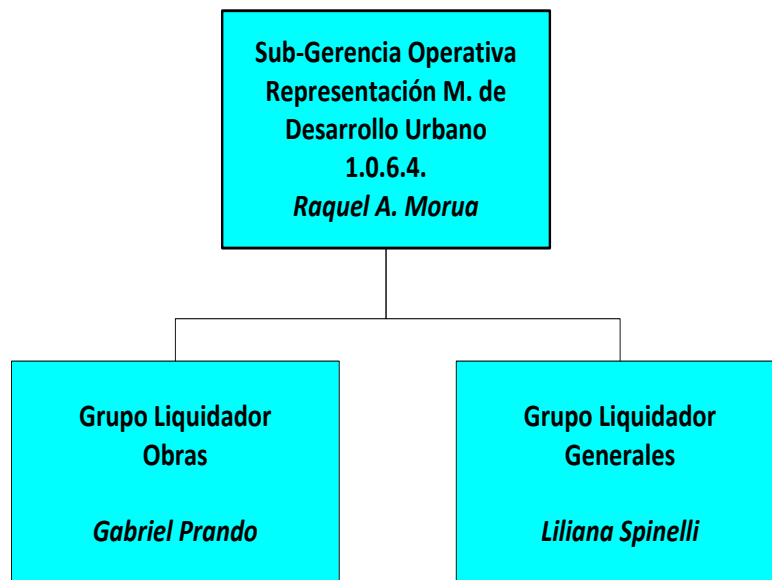 Sub-Gerencia Operativa
Representación M. de
Desarrollo Urbano
1.0.6.4.
Raquel A. Morua
Grupo Liquidador
Obras
Gabriel Prando
Grupo Liquidador
Generales
Liliana Spinelli